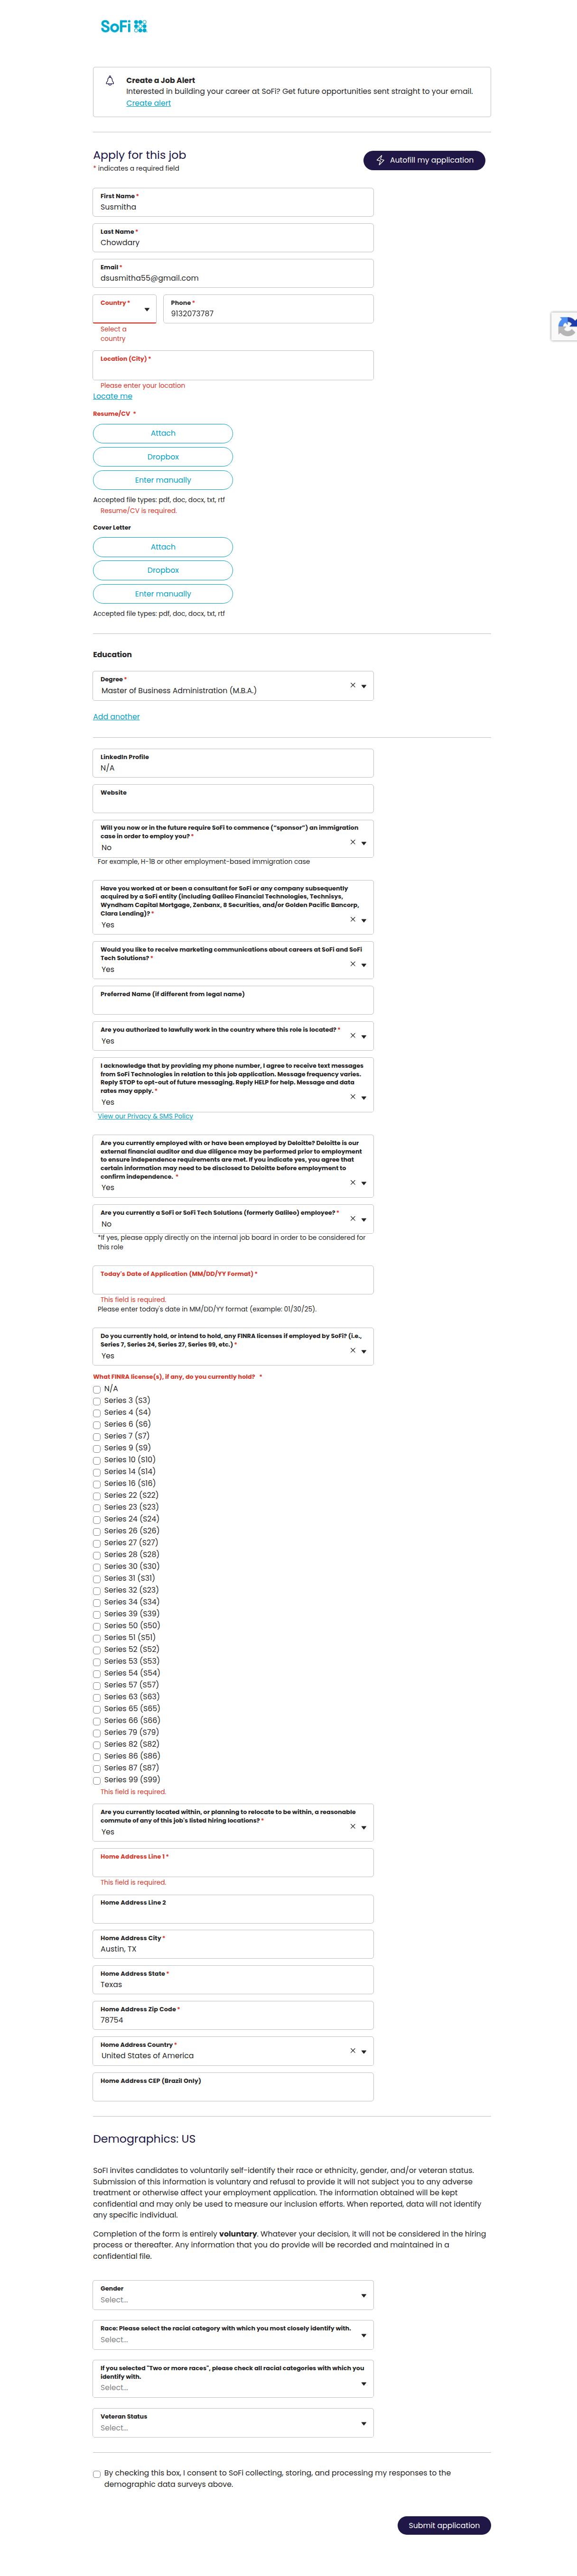 SoFi
Create a Job Alert
Interested in building your career at SoFi? Get future opportunities sent straight to your email.
Create alert
Apply for this job
Autofill my application
* indicates a required field
First Name *
Susmitha
Last Name *
Chowdary
Email *
dsusmitha55@gmail.com
Country *
Phone *
9132073787
Select a
country
Location (City) *
Please enter your location
Locate me
Resume/CV *
Attach
Dropbox
Enter manually
Accepted file types: pdf, doc, docx, txt, rtf
Resume/CV is required.
Cover Letter
Attach
Dropbox
Enter manually
Accepted file types: pdf, doc, docx, txt, rtf
Education
Degree *
Master of Business Administration (M.B.A.)
Add another
LinkedIn Profile
N/A
Website
Will you now or in the future require SoFi to commence ("sponsor") an immigration
case in order to employ you? *
No
For example, H-1B or other employment-based immigration case
Have you worked at or been a consultant for SoFi or any company subsequently
acquired by a SoFi entity (including Galileo Financial Technologies, Technisys,
Wyndham Capital Mortgage, Zenbanx, 8 Securities, and/or Golden Pacific Bancorp,
Clara Lending)? *
Yes
Would you like to receive marketing communications about careers at SoFi and SoFi
Tech Solutions? *
Yes
Preferred Name (if different from legal name)
Are you authorized to lawfully work in the country where this role is located? *
Yes
I acknowledge that by providing my phone number, I agree to receive text messages
from SoFi Technologies in relation to this job application. Message frequency varies.
Reply STOP to opt-out of future messaging. Reply HELP for help. Message and data
rates may apply. *
Yes
View our Privacy & SMS Policy
Are you currently employed with or have been employed by Deloitte? Deloitte is our
external financial auditor and due diligence may be performed prior to employment
to ensure independence requirements are met. If you indicate yes, you agree that
certain information may need to be disclosed to Deloitte before employment to
confirm independence. *
Yes
Are you currently a SoFi or SoFi Tech Solutions (formerly Galileo) employee? *
No
*If yes, please apply directly on the internal job board in order to be considered for
this role
Today's Date of Application (MM/DD/YY Format) *
This field is required.
Please enter today's date in MM/DD/YY format (example: 01/30/25).
Do you currently hold, or intend to hold, any FINRA licenses if employed by SoFi? (i.e.,
Series 7, Series 24, Series 27, Series 99, etc.) *
Yes
What FINRA license(s), if any, do you currently hold? *
N/A
Series 3 (S3)
Series 4 (S4)
Series 6 (S6)
Series 7 (S7)
Series 9 (S9)
Series 10 (S10)
Series 14 (S14)
Series 16 (S16)
Series 22 (S22)
Series 23 (S23)
Series 24 (S24)
Series 26 (S26)
Series 27 (S27)
Series 28 (S28)
Series 30 (S30)
Series 31 (S31)
Series 32 (S23)
Series 34 (S34)
Series 39 (S39)
Series 50 (S50)
Series 51 (S51)
Series 52 (S52)
Series 53 (S53)
Series 54 (S54)
Series 57 (S57)
Series 63 (S63)
Series 65 (S65)
Series 66 (S66)
Series 79 (S79)
Series 82 (S82)
Series 86 (S86)
Series 87 (S87)
Series 99 (S99)
This field is required.
Are you currently located within, or planning to relocate to be within, a reasonable
commute of any of this job's listed hiring locations? *
Yes
Home Address Line 1 *
This field is required.
Home Address Line 2
Home Address City *
Austin, TX
Home Address State *
Texas
Home Address Zip Code *
78754
Home Address Country *
United States of America
Home Address CEP (Brazil Only)
Demographics: US
SoFI invites candidates to voluntarily self-identify their race or ethnicity, gender, and/or veteran status.
Submission of this information is voluntary and refusal to provide it will not subject you to any adverse
treatment or otherwise affect your employment application. The information obtained will be kept
confidential and may only be used to measure our inclusion efforts. When reported, data will not identify
any specific individual.
Completion of the form is entirely voluntary. Whatever your decision, it will not be considered in the hiring
process or thereafter. Any information that you do provide will be recorded and maintained in a
confidential file.
Gender
Select...
Race: Please select the racial category with which you most closely identify with.
Select...
If you selected "Two or more races", please check all racial categories with which you
identify with.
Select...
Veteran Status
Select...
By checking this box, I consent to SoFi collecting, storing, and processing my responses to the
demographic data surveys above.
Submit application